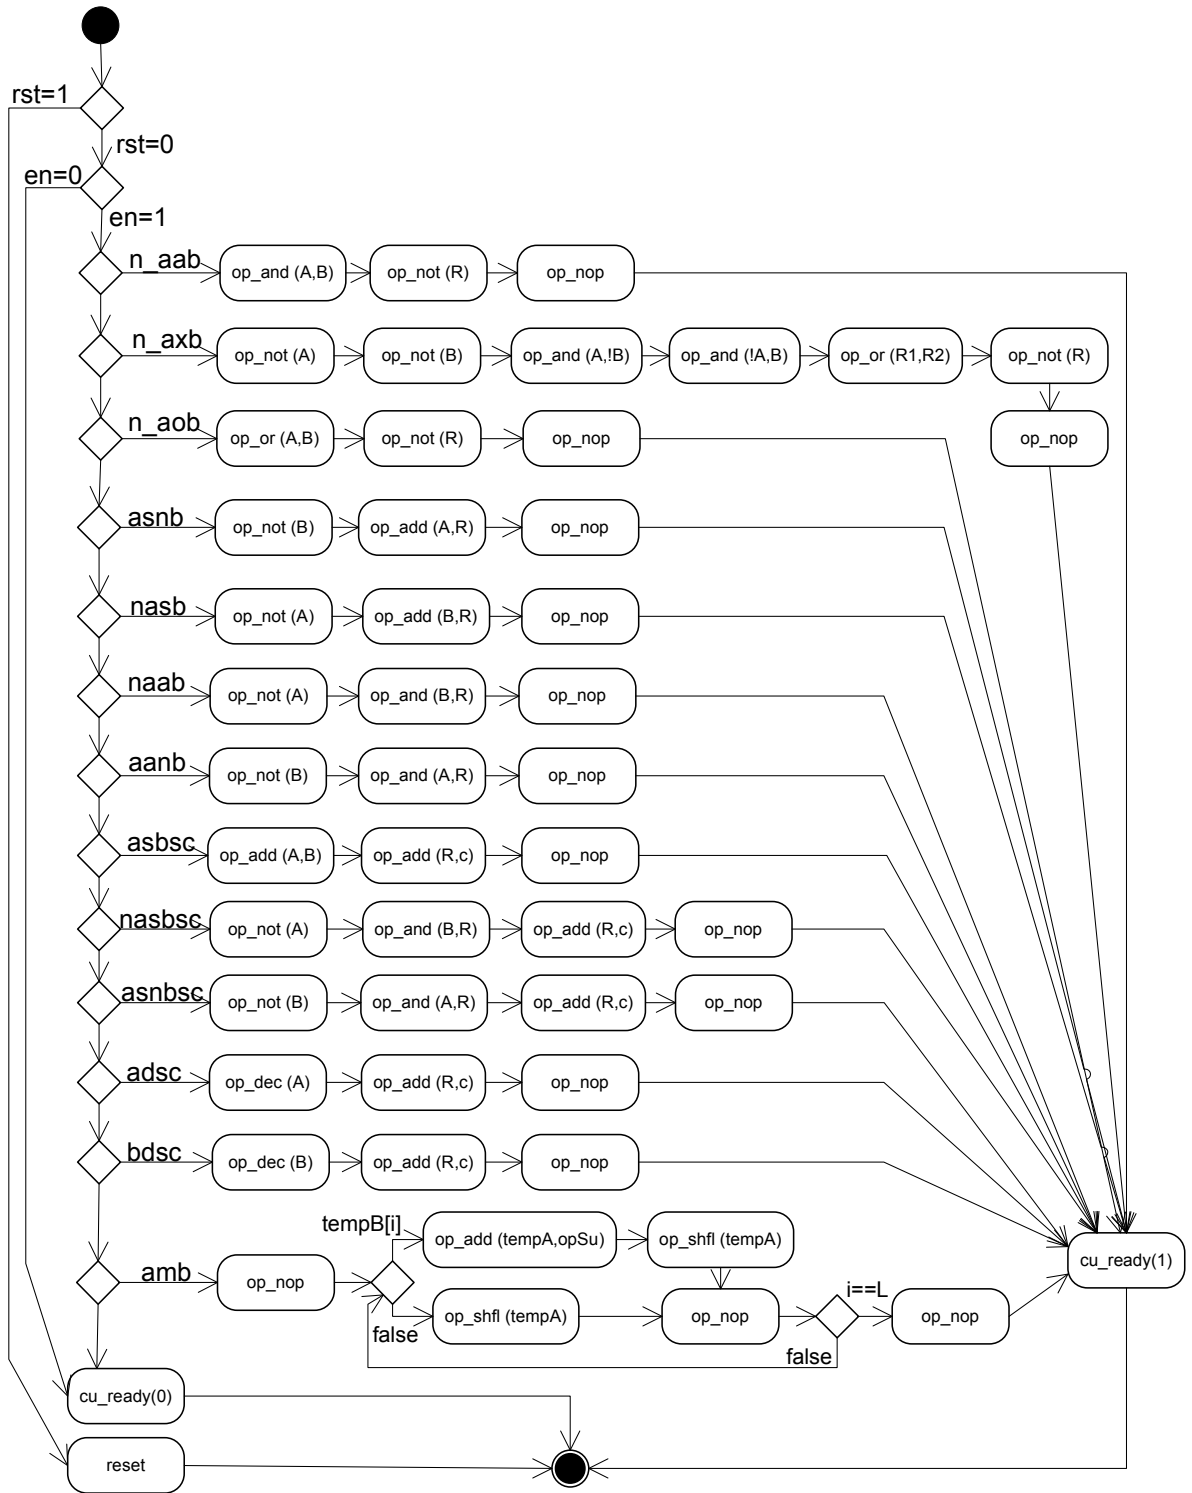 rst=1
rst=0
en=0
en=1
n_aab op_and (A,B) op_not (R) op_nop
n_axb op_not (A) op_not (B) op_and (A,!B) op_and (!A,B) op_or (R1,R2) op_not (R)
op_nop
n_aob op_or (A,B) op_not (R) op_nop
asnb op_not (B) op_add (A,R) op_nop
nasb op_not (A) op_add (B,R) op_nop
naab op_not (A) op_and (B,R) op_nop
aanb op_not (B) op_and (A,R) op_nop
asbsc op_add (A,B) op_add (R,c) op_nop
nasbsc op_not (A) op_and (B,R) op_add (R,c) op_nop
asnbsc op_not (B) op_and (A,R) op_add (R,c) op_nop
adsc op_dec (A) op_add (R,c) op_nop
bdsc op_dec (B) op_add (R,c) op_nop
tempB[i]
op_add (tempA,opSu) op_shfl (tempA)
cu_ready(1)
amb op_nop
i==L
op_shfl (tempA) op_nop op_nop
false
false
cu_ready(0)
reset